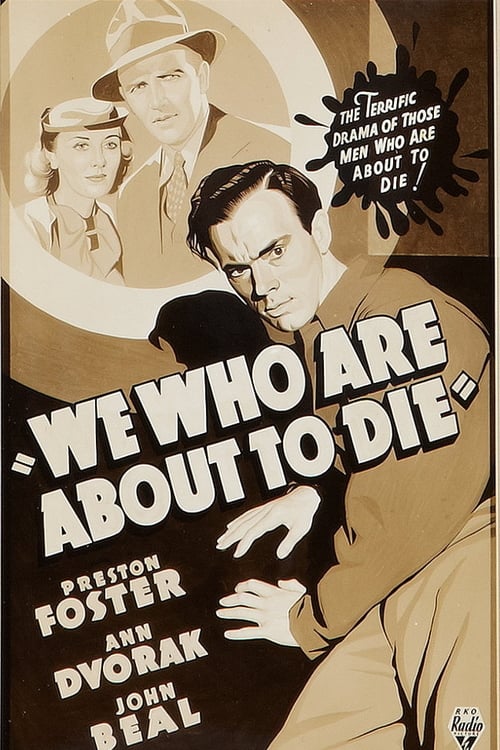 THE TERRIFIC
DRAMA OF THOSE
MEN WHO ARE
ABOUT TO
DIE!
"WE WHO ARE
ABOUT TO DIE"
PRESTON
FOSTER
ANN
DVORAK
JOHN
BEAL
RKO
Radio
PICTURE